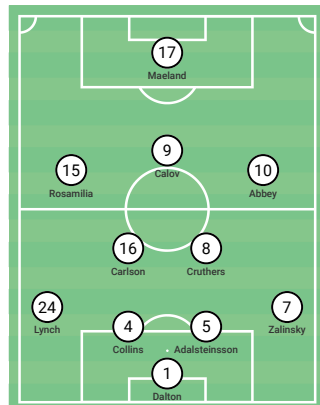 17
Maeland
9
Calov
15
Rosamilia
10
Abbey
16
Carlson
8
Cruthers
24
Lynch
7
Zalinsky
4
Collins
5
Adalsteinsson
1
Dalton